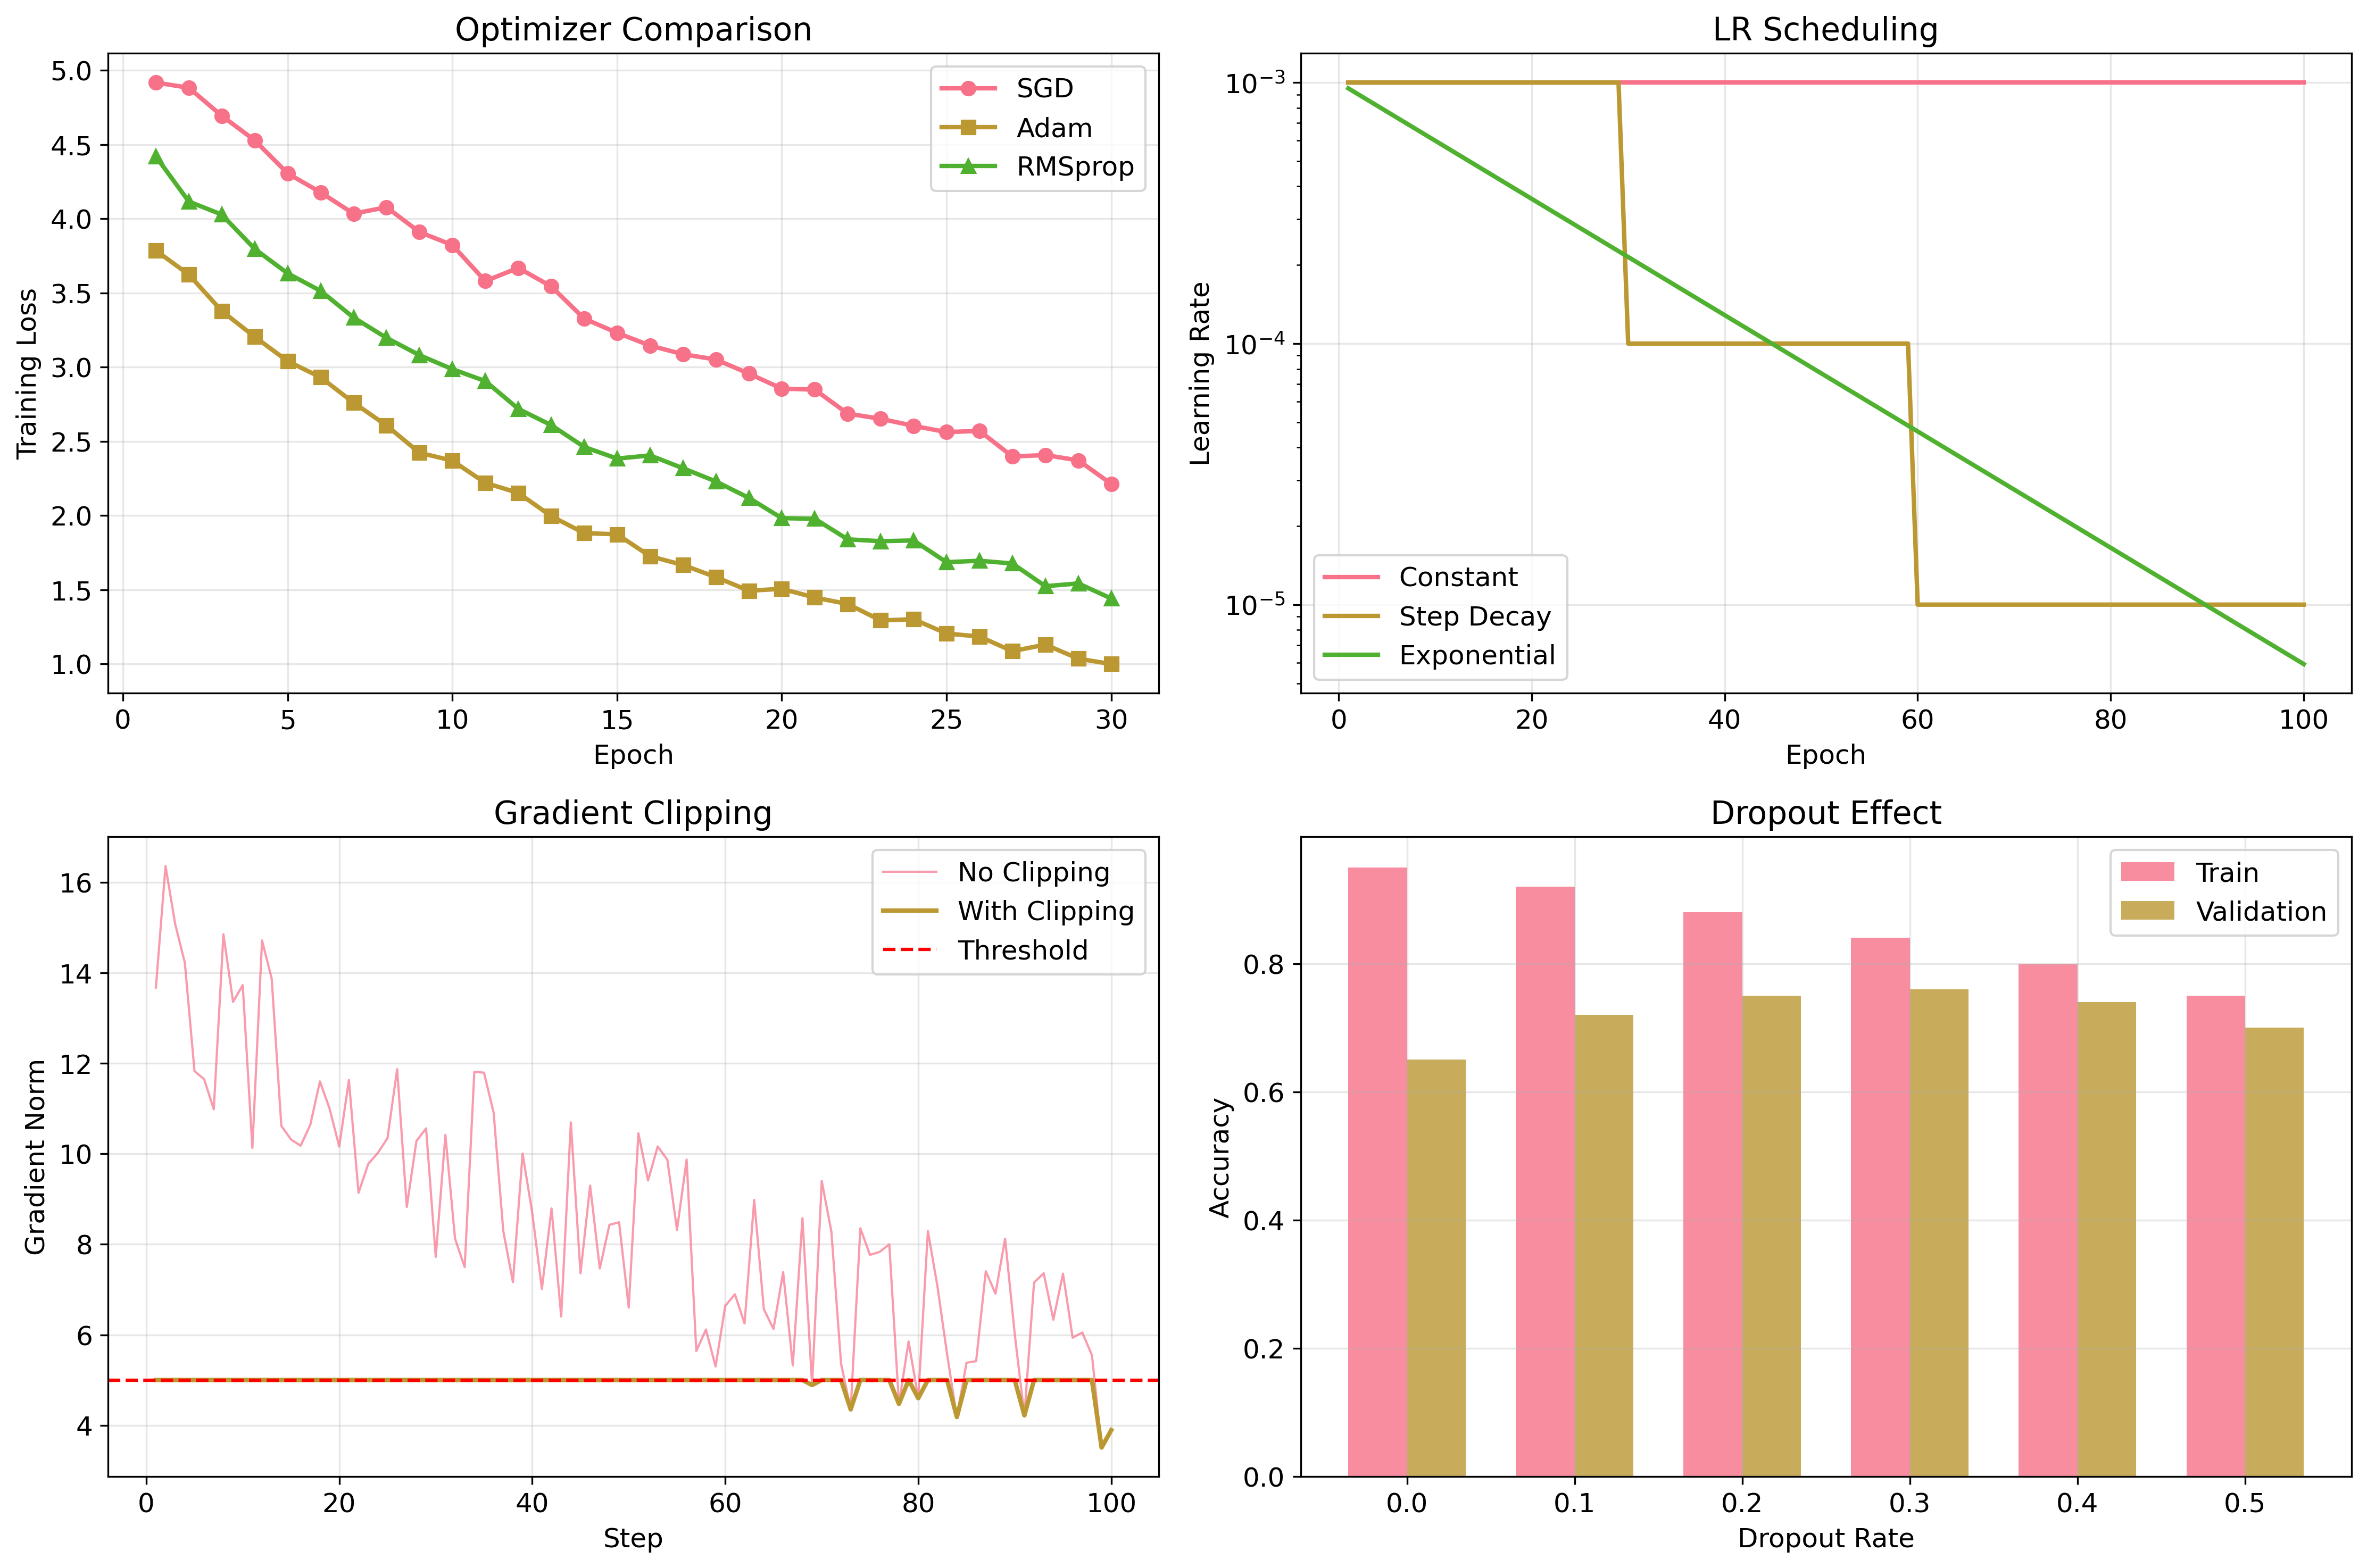 Optimizer Comparison
Training Loss
5.0
4.5
4.0
3.5
3.0
2.5
2.0
1.5
1.0
SGD
Adam
RMSprop
0 5 10 15 20 25 30
Epoch
LR Scheduling
Learning Rate
10⁻³
10⁻⁴
10⁻⁵
Constant
Step Decay
Exponential
0 20 40 60 80 100
Epoch
Gradient Clipping
Gradient Norm
16
14
12
10
8
6
4
No Clipping
With Clipping
Threshold
0 20 40 60 80 100
Step
Dropout Effect
Accuracy
0.8
0.6
0.4
0.2
0.0
Train
Validation
0.0 0.1 0.2 0.3 0.4 0.5
Dropout Rate